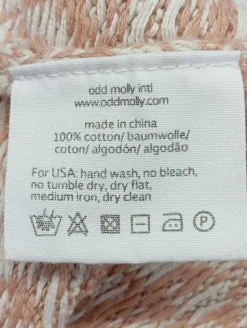 odd molly intl
www.oddmolly.com
made in china
100% cotton/ baumwolle/
coton/ algodón/ algodão
For USA: hand wash, no bleach,
no tumble dry, dry flat,
medium iron, dry clean
P